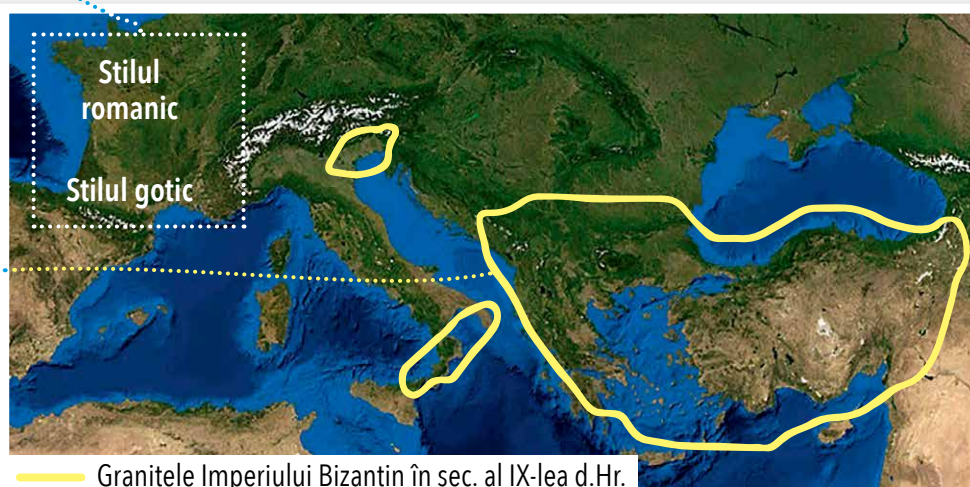 Stilul
romanic
Stilul gotic
Granitele Imperiului Bizantin în sec. al IX-lea d.Hr.